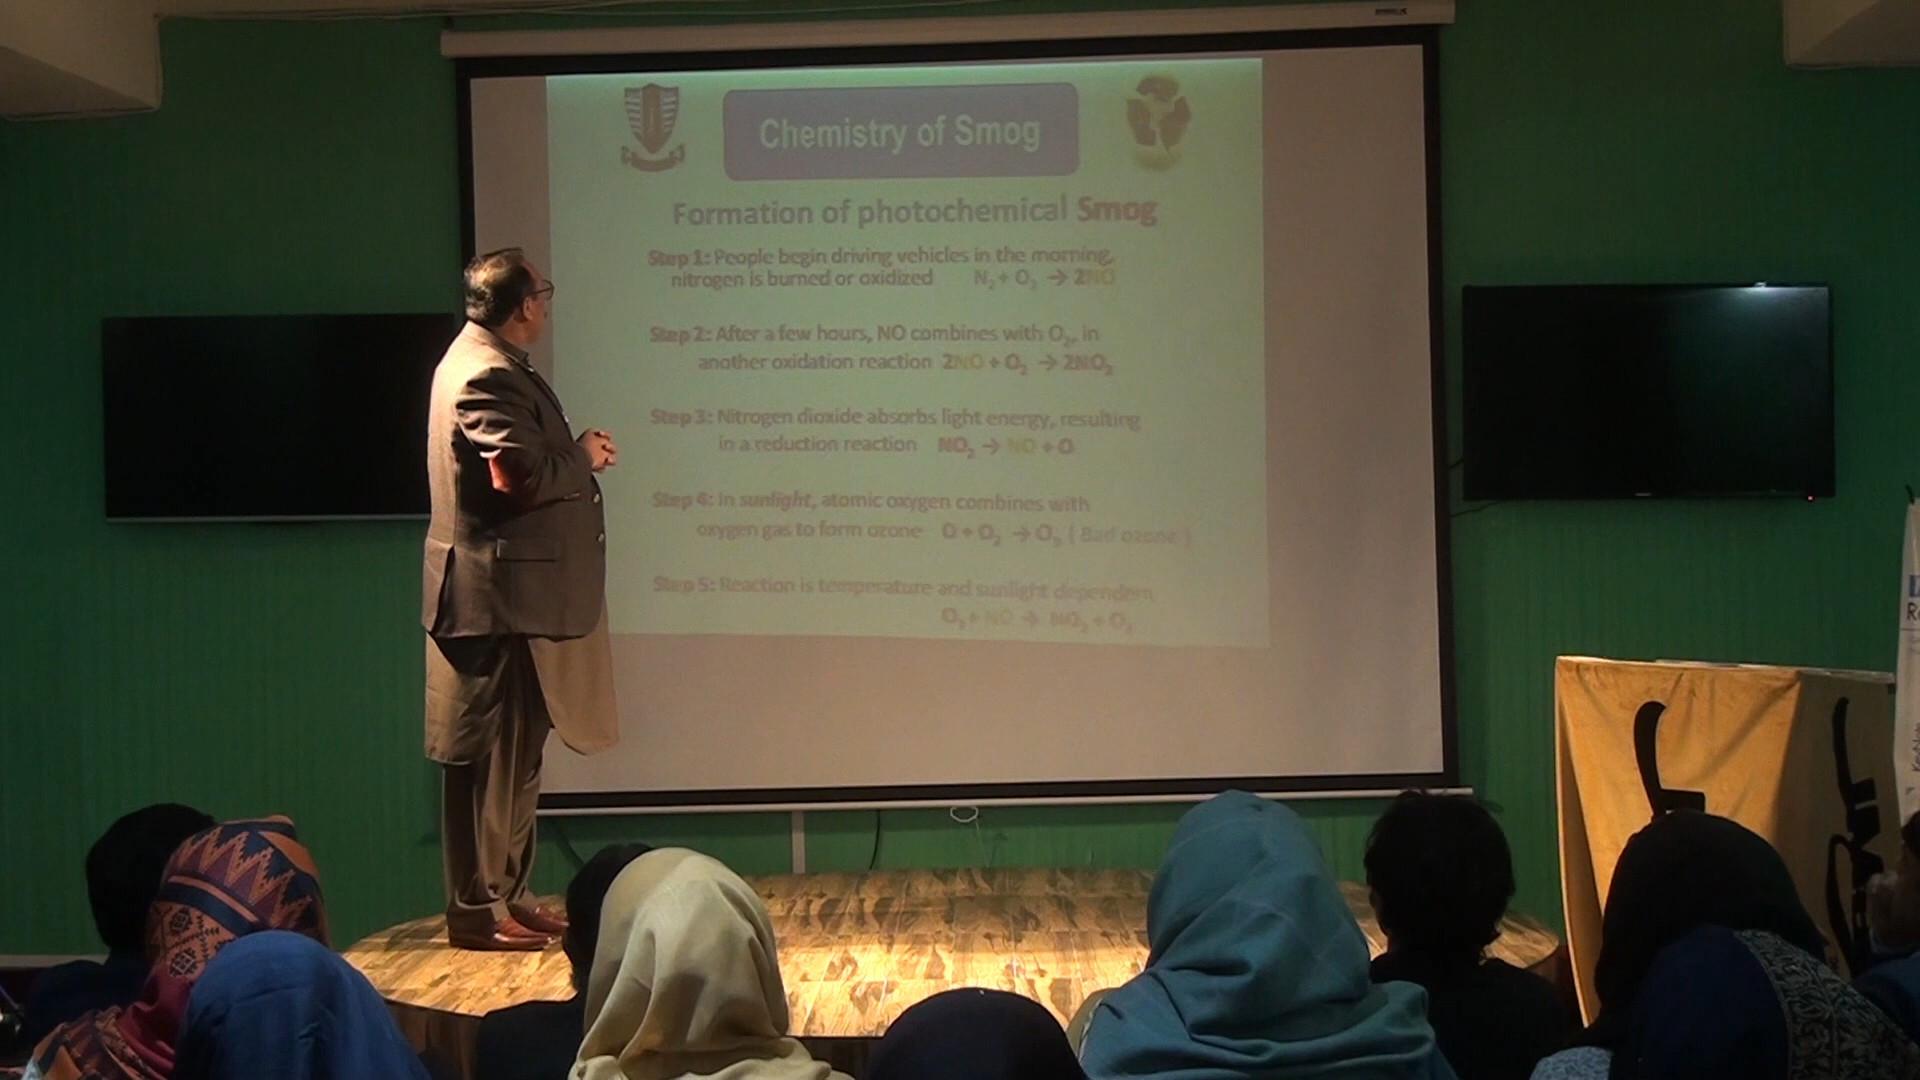 Chemistry of Smog
Formation of photochemical Smog
Step 1: People begin driving vehicles in the morning,
nitrogen is burned or oxidized N₂ + O₂ → 2NO
Step 2: After a few hours, NO combines with O₂, in
another oxidation reaction 2NO + O₂ → 2NO₂
Step 3: Nitrogen dioxide absorbs light energy, resulting
in a reduction reaction NO₂ → NO + O
Step 4: In sunlight, atomic oxygen combines with
oxygen gas to form ozone O + O₂ → O₃ ( Bad ozone )
Step 5: Reaction is temperature and sunlight dependent
O₃ + NO → NO₂ + O₂